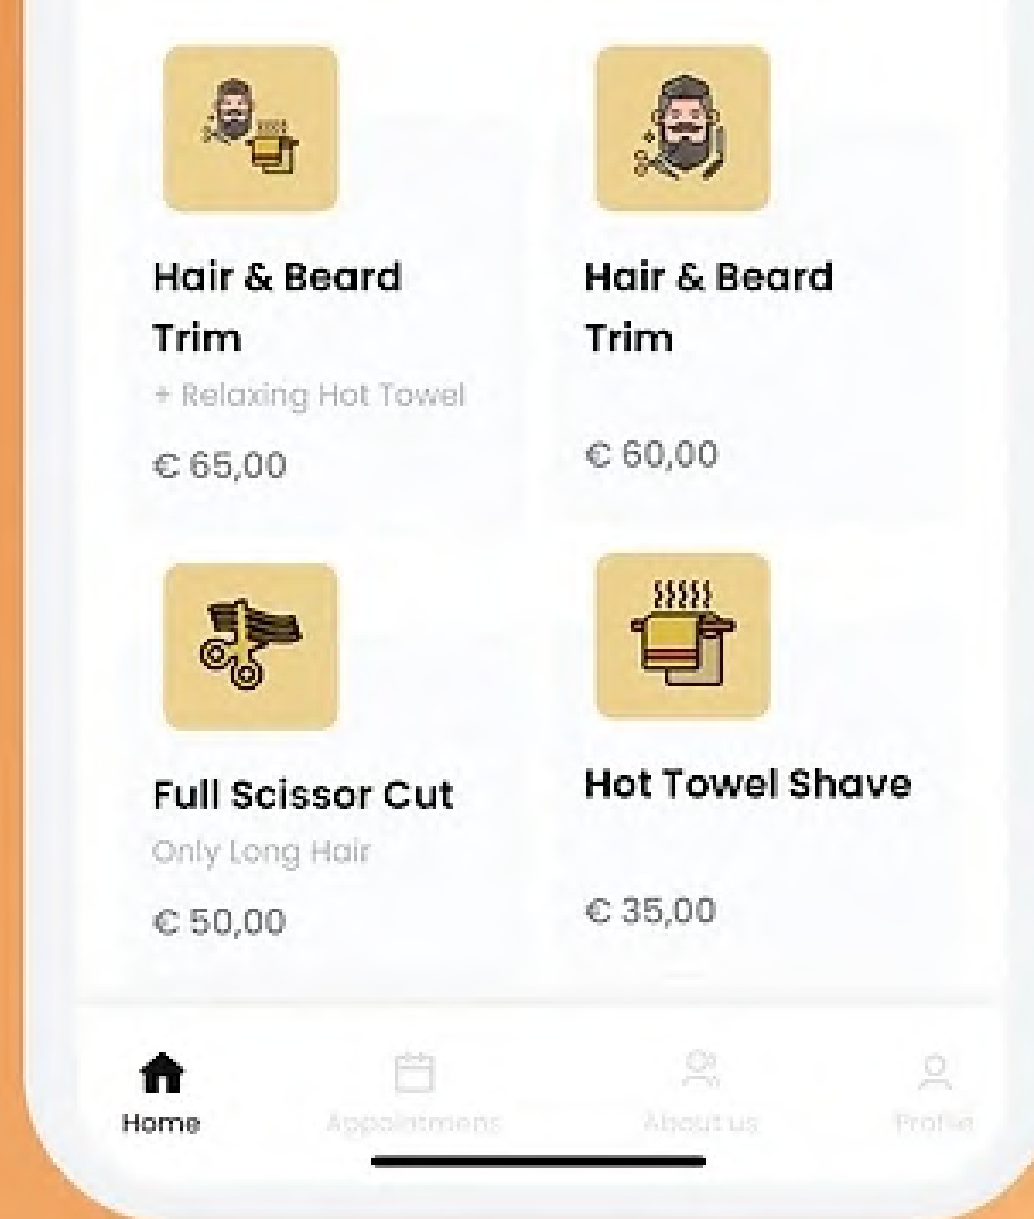 Hair & Beard
Trim
+ Relaxing Hot Towel
€ 65,00
Hair & Beard
Trim
€ 60,00
Full Scissor Cut
Only Long Hair
€ 50,00
Hot Towel Shave
€ 35,00
Home
Appointmens
About us
Profile